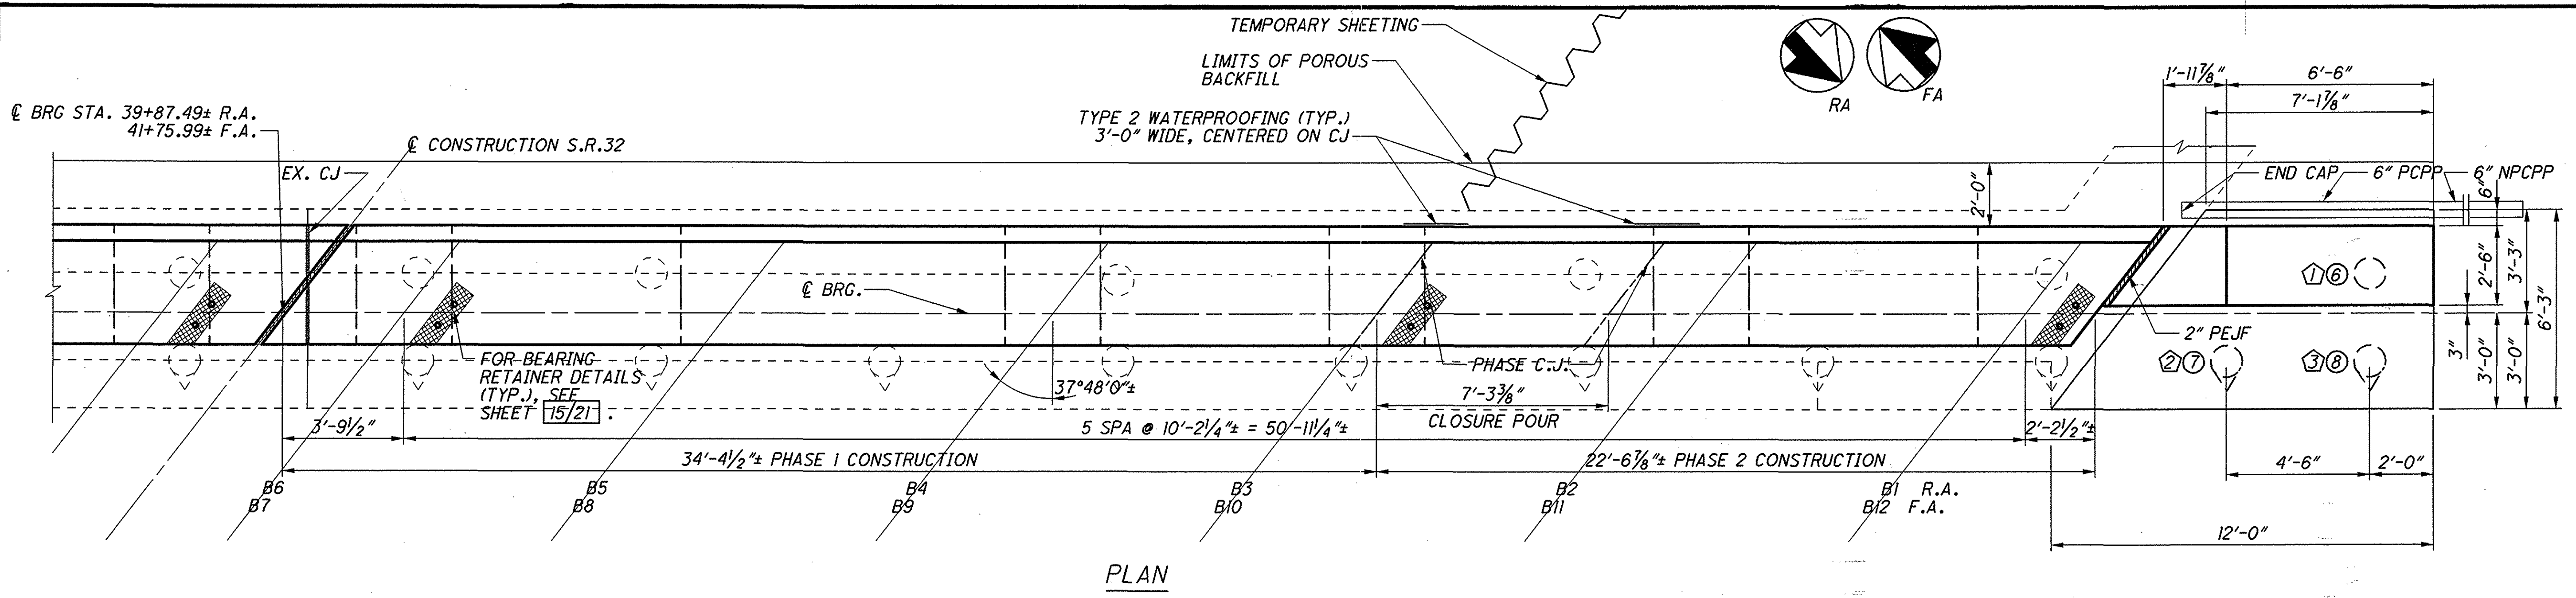 TEMPORARY SHEETING
LIMITS OF POROUS
BACKFILL
TYPE 2 WATERPROOFING (TYP.)
3'-0" WIDE, CENTERED ON CJ
RA
FA
1'-11⅞"
6'-6"
7'-1⅞"
℄ BRG STA. 39+87.49± R.A.
41+75.99± F.A.
℄ CONSTRUCTION S.R.32
EX. CJ
2'-0"
END CAP
6" PCPP
6" NPCPP
6"
℄ BRG.
1 6
2'-6"
3'-3"
6'-3"
2" PEJF
2 7
3 8
3"
3'-0"
3'-0"
FOR BEARING
RETAINER DETAILS
(TYP.), SEE
SHEET 15/21 .
37°48'0"±
PHASE C.J.
7'-3⅜"
CLOSURE POUR
3'-9½"
5 SPA @ 10'-2¼"± = 50'-11¼"±
2'-2½"±
34'-4½"± PHASE 1 CONSTRUCTION
22'-6⅞"± PHASE 2 CONSTRUCTION
4'-6"
2'-0"
B6 B5 B4 B3 B2 B1 R.A.
B7 B8 B9 B10 B11 B12 F.A.
12'-0"
PLAN